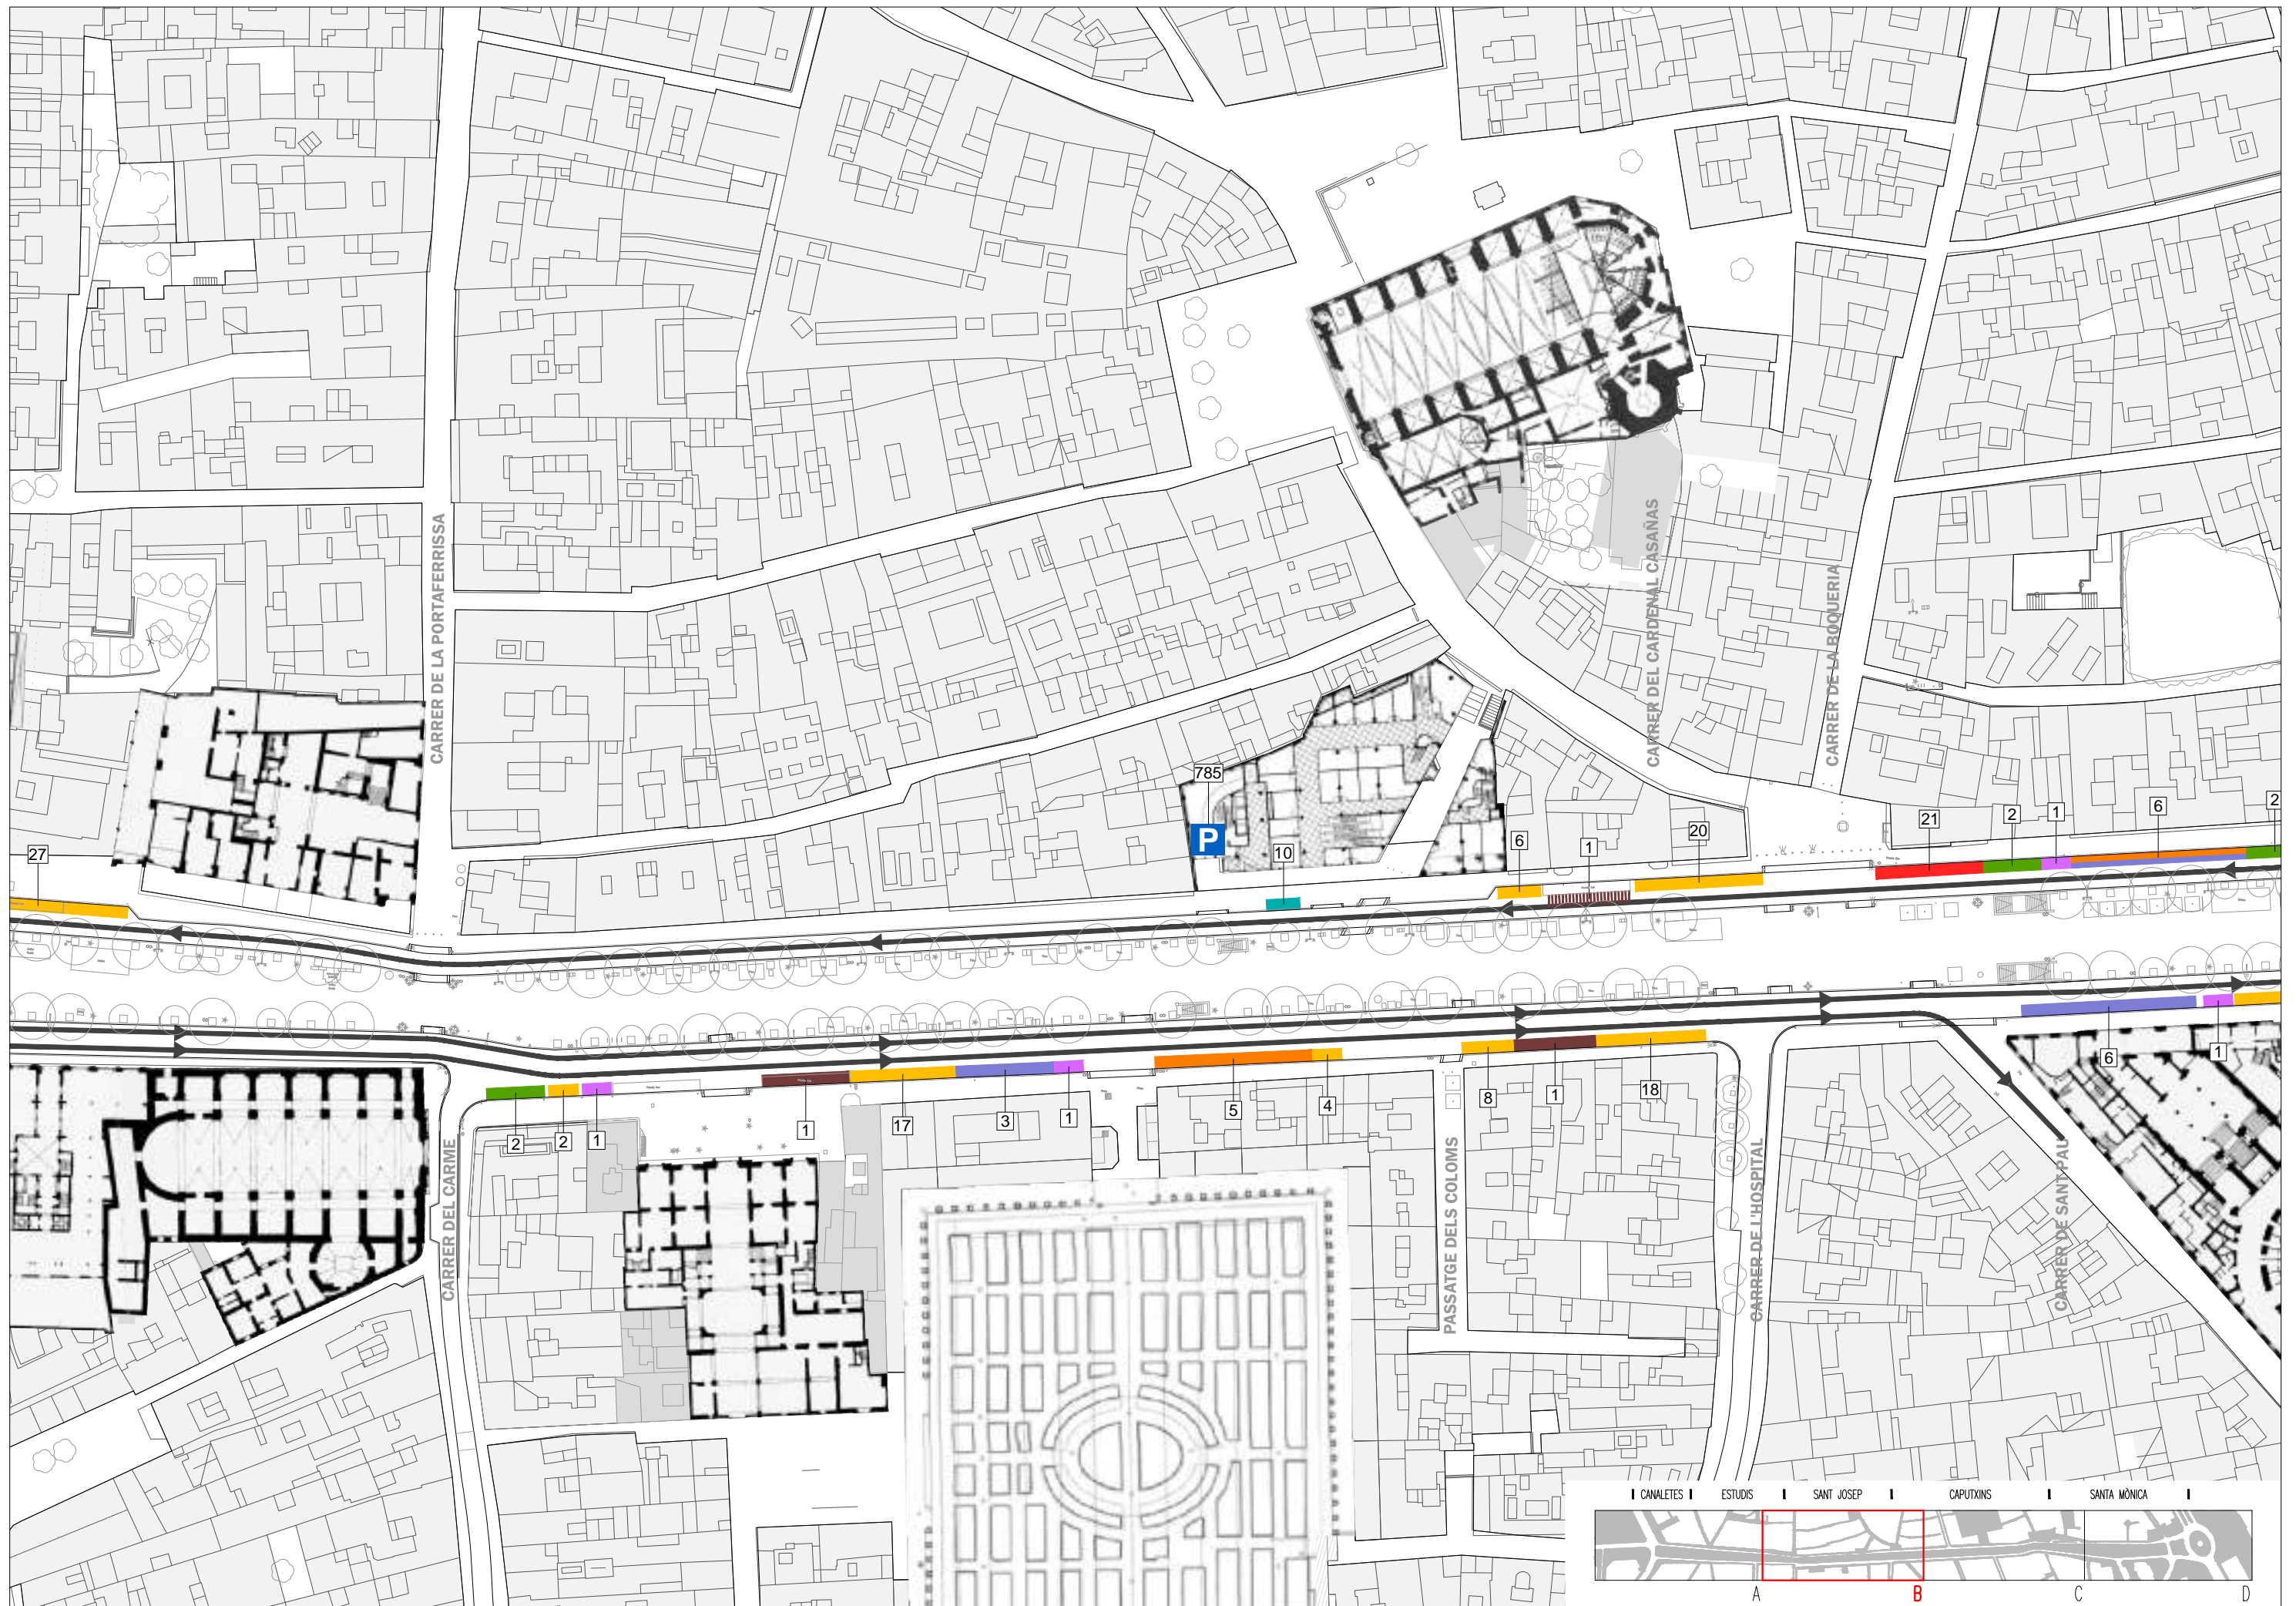 CARRER DE LA PORTAFERRISSA
CARRER DEL CARDENAL CASAÑAS
CARRER DE LA BOQUERIA
785
P
27
10
6
1
20
21
2
1
6
2
2
2
1
1
17
3
1
5
4
8
1
18
6
1
CARRER DEL CARME
PASSATGE DELS COLOMS
CARRER DE L'HOSPITAL
CARRER DE SANT PAU
CANALETES ESTUDIS SANT JOSEP CAPUTXINS SANTA MÒNICA
A B C D